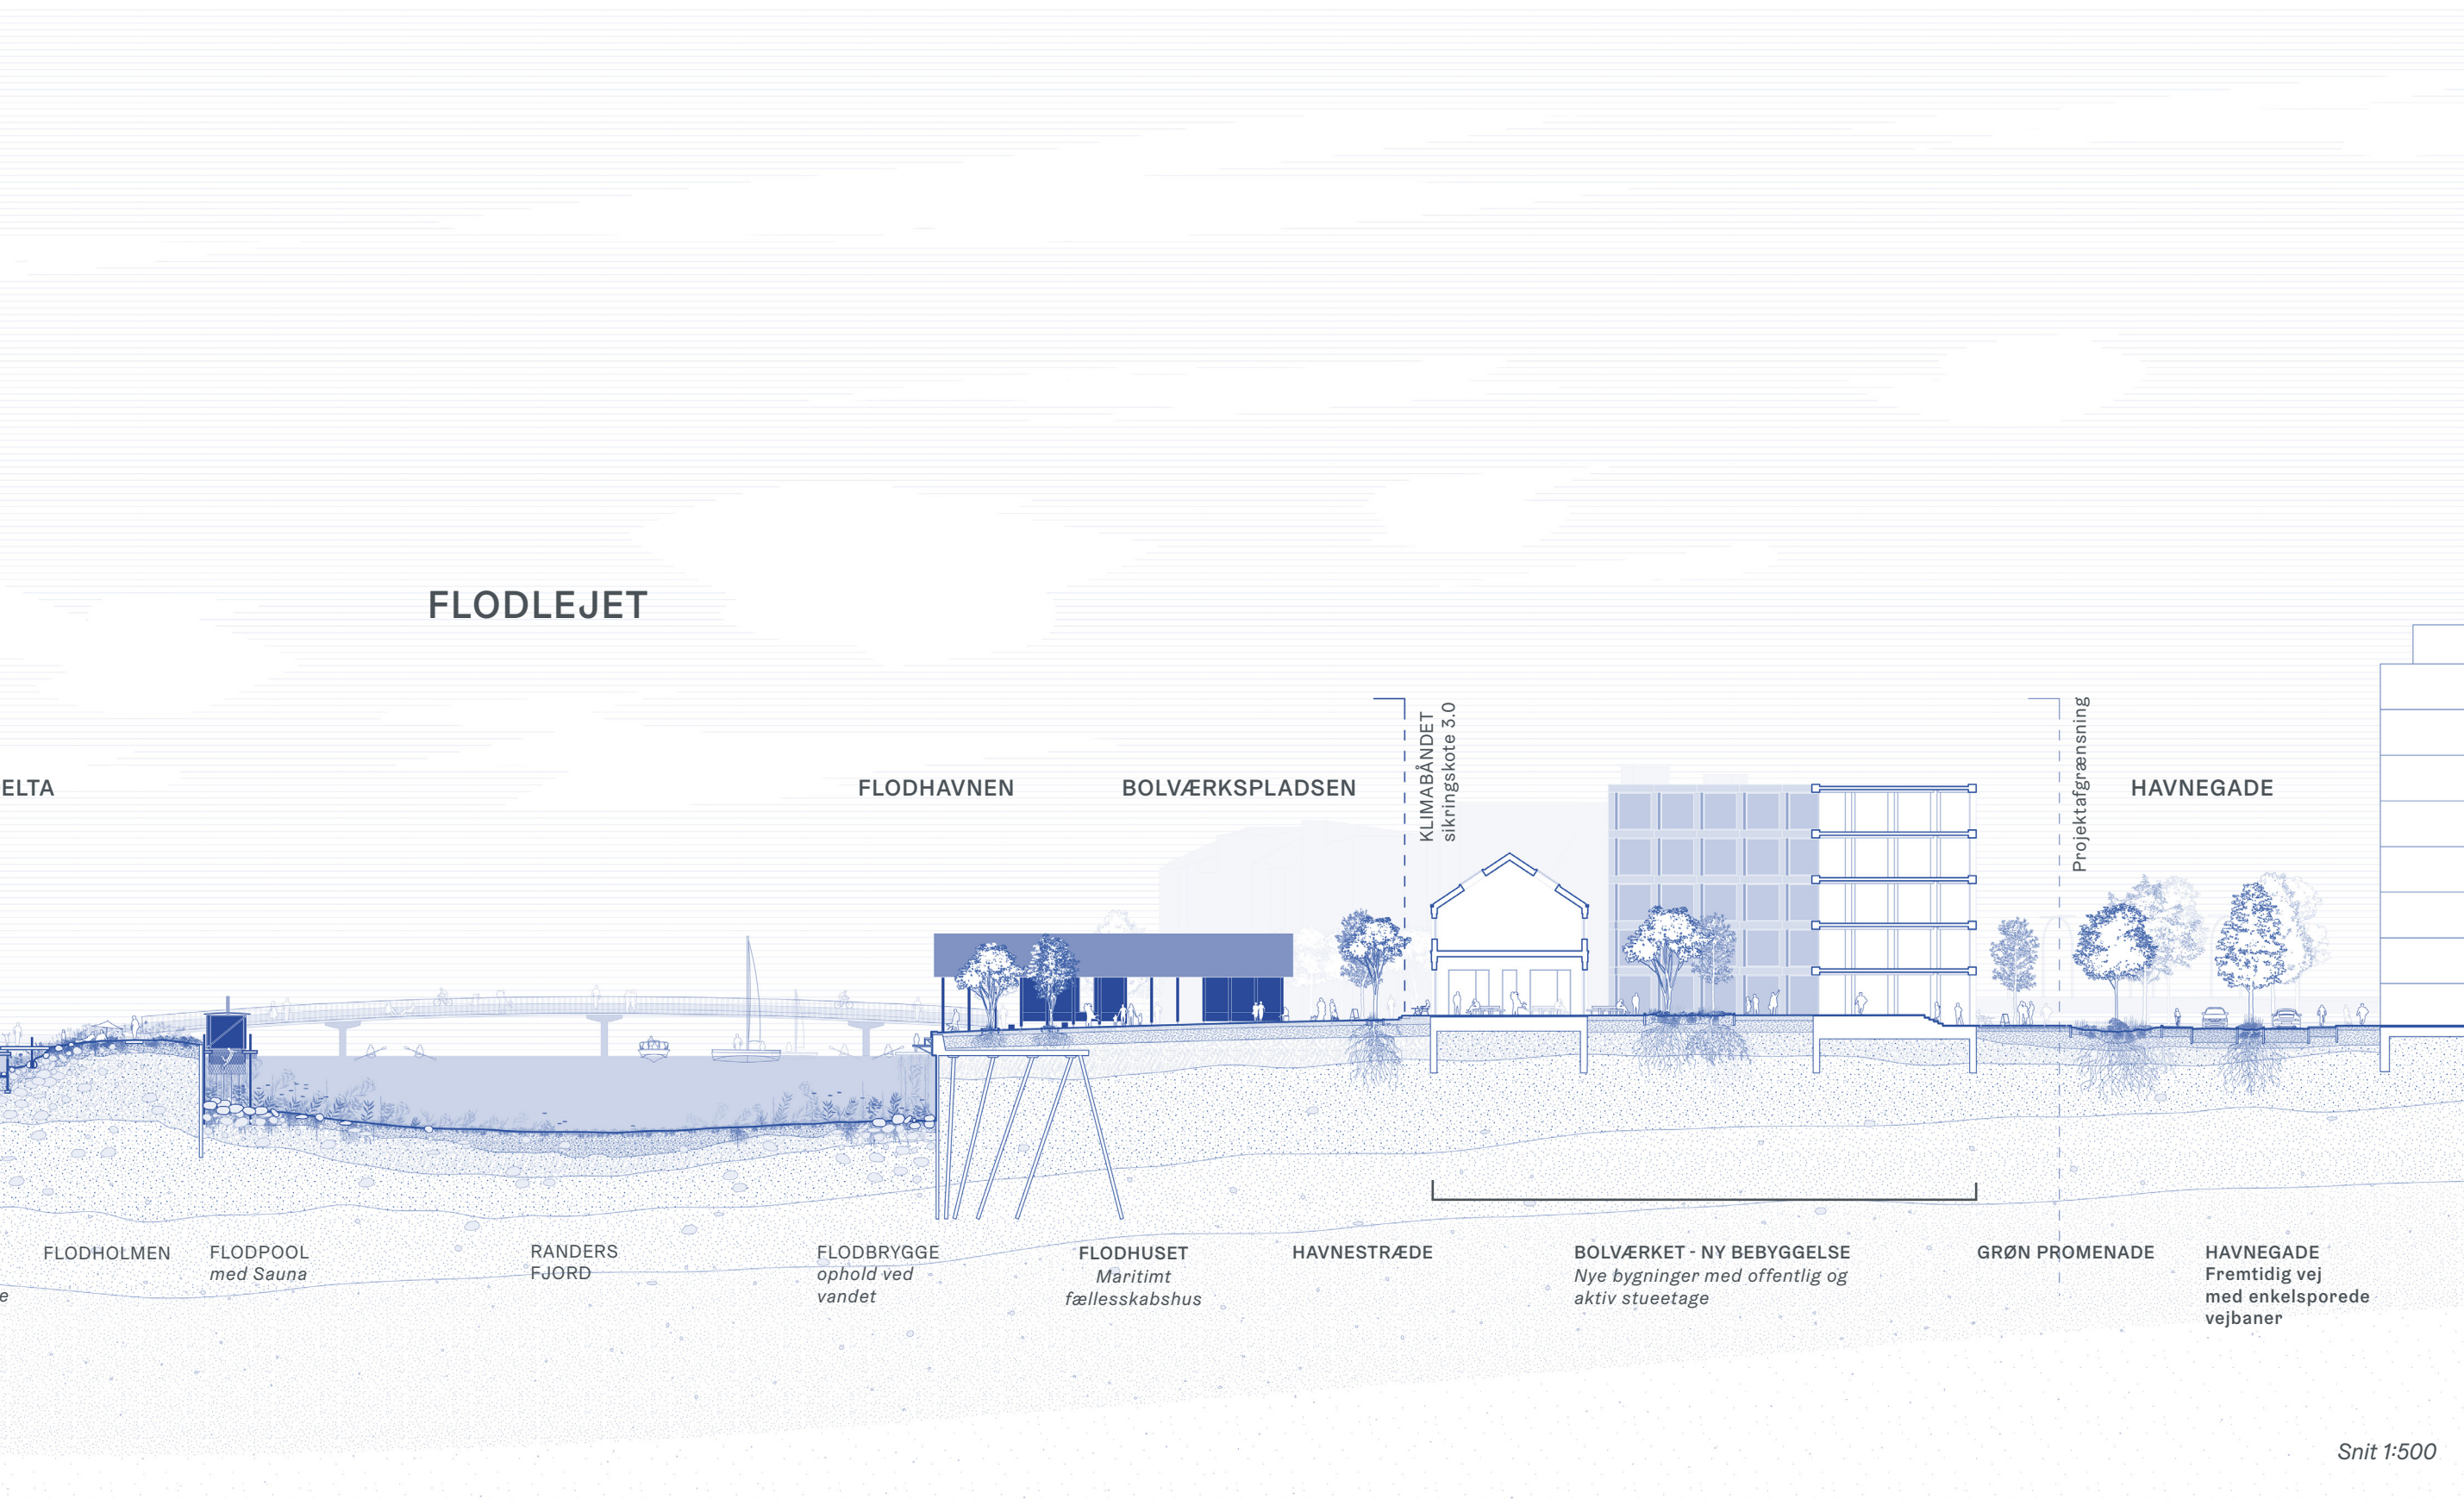 FLODLEJET
ELTA
FLODHAVNEN
BOLVÆRKSPLADSEN
KLIMABÅNDET
sikringskote 3.0
Projektafgrænsning
HAVNEGADE
e
FLODHOLMEN
FLODPOOL
med Sauna
RANDERS
FJORD
FLODBRYGGE
ophold ved
vandet
FLODHUSET
Maritimt
fællesskabshus
HAVNESTRÆDE
BOLVÆRKET - NY BEBYGGELSE
Nye bygninger med offentlig og
aktiv stueetage
GRØN PROMENADE
HAVNEGADE
Fremtidig vej
med enkelsporede
vejbaner
Snit 1:500